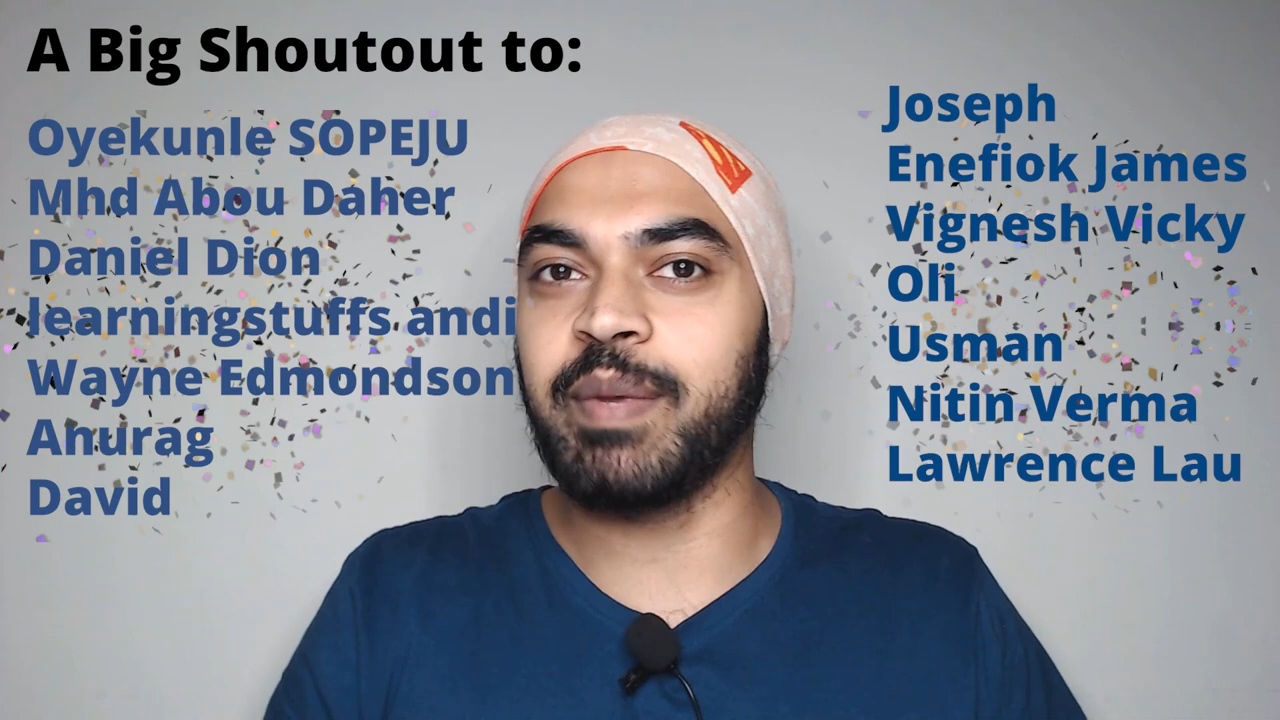 A Big Shoutout to:
Oyekunle SOPEJU
Mhd Abou Daher
Daniel Dion
learningstuffs andi
Wayne Edmondson
Anurag
David
Joseph
Enefiok James
Vignesh Vicky
Oli
Usman
Nitin Verma
Lawrence Lau